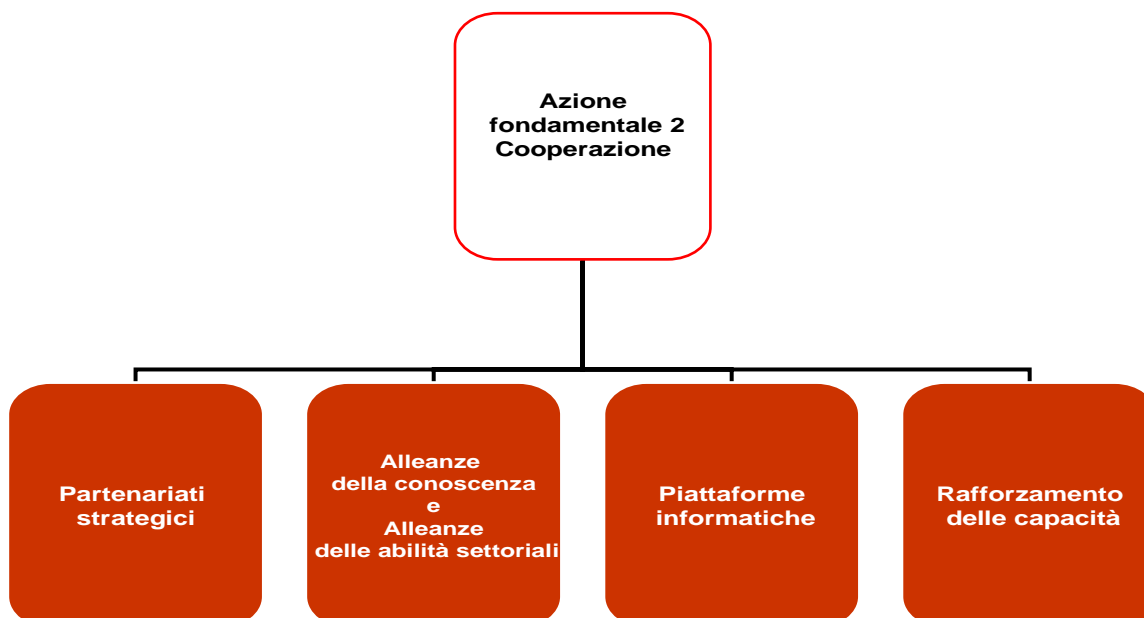 Azione
fondamentale 2
Cooperazione
Partenariati
strategici
Alleanze
della conoscenza
e
Alleanze
delle abilità settoriali
Piattaforme
informatiche
Rafforzamento
delle capacità